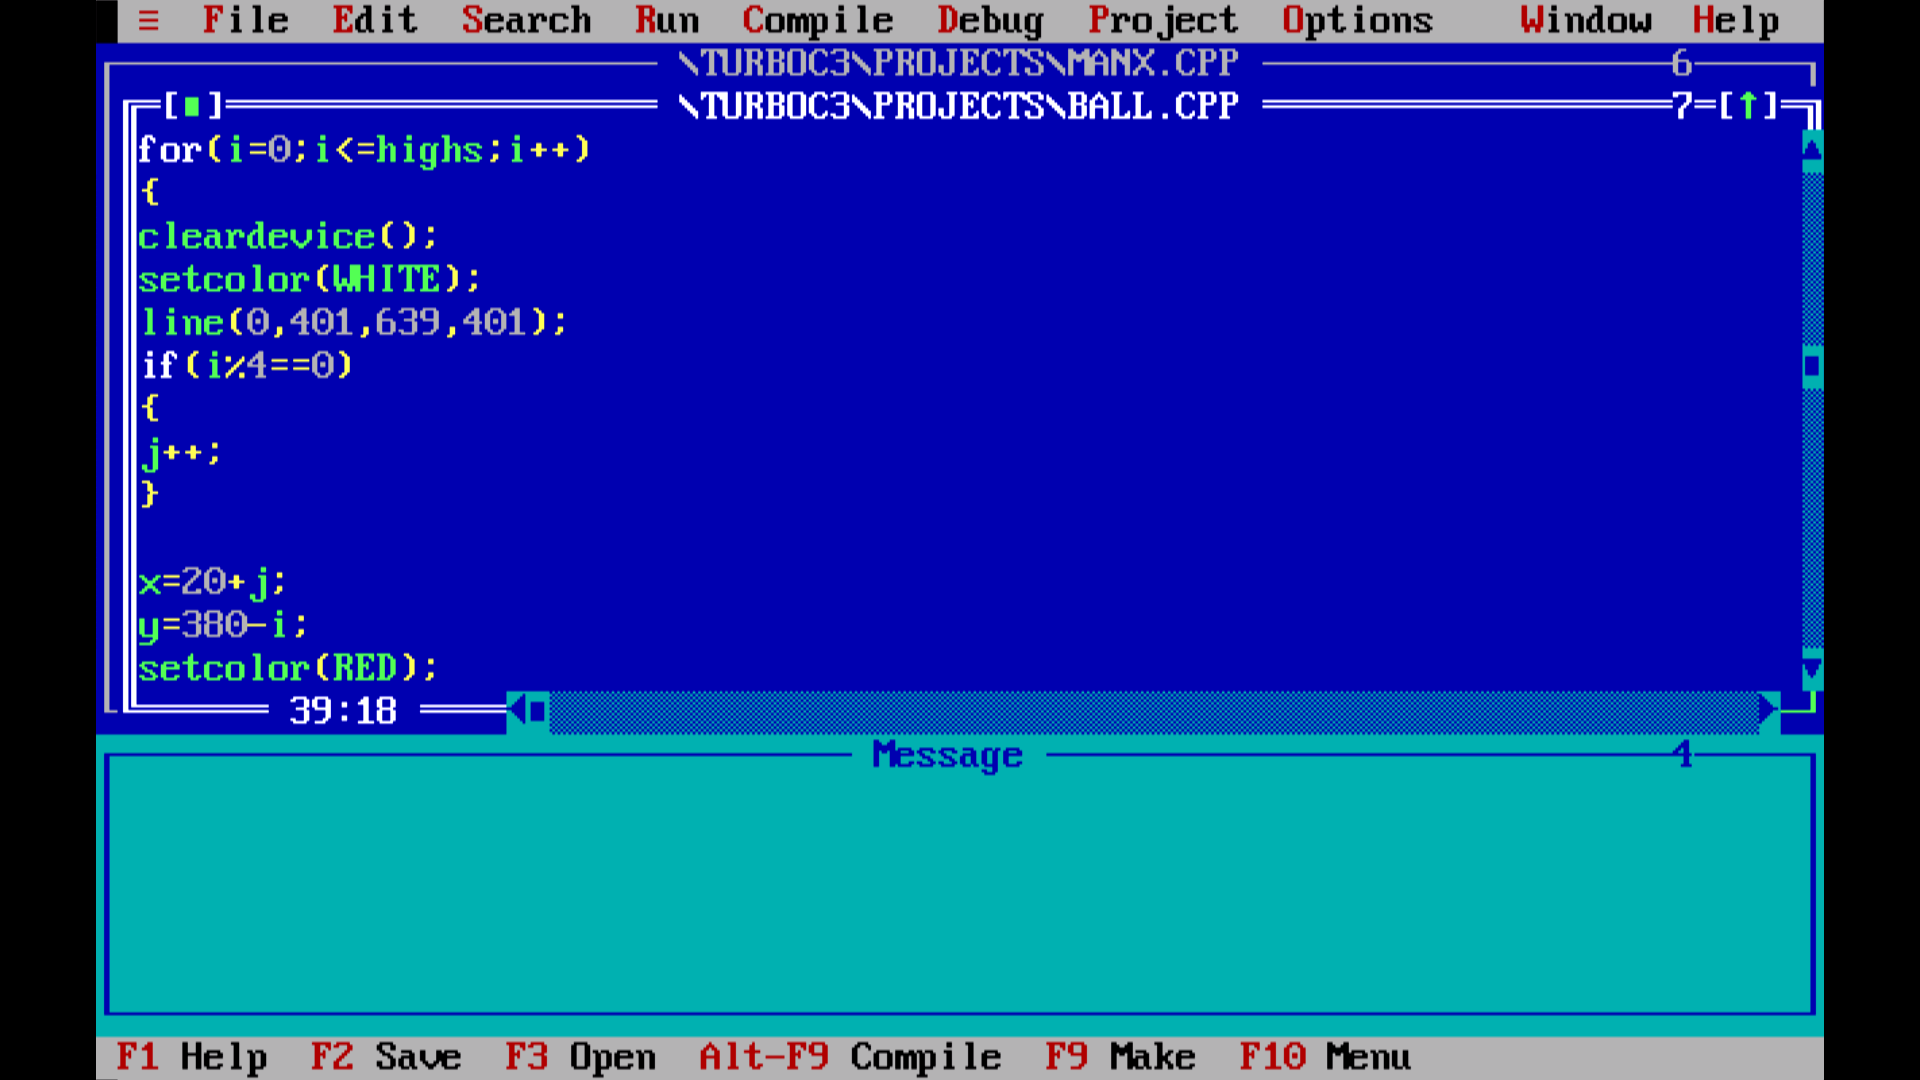 ≡ File Edit Search Run Compile Debug Project Options Window Help
\TURBOC3\PROJECTS\MANX.CPP 6
[■] \TURBOC3\PROJECTS\BALL.CPP 7=[↑]
for(i=0;i<=highs;i++)
{
cleardevice();
setcolor(WHITE);
line(0,401,639,401);
if(i%4==0)
{
j++;
}
x=20+j;
y=380-i;
setcolor(RED);
39:18
Message 4
F1 Help F2 Save F3 Open Alt-F9 Compile F9 Make F10 Menu